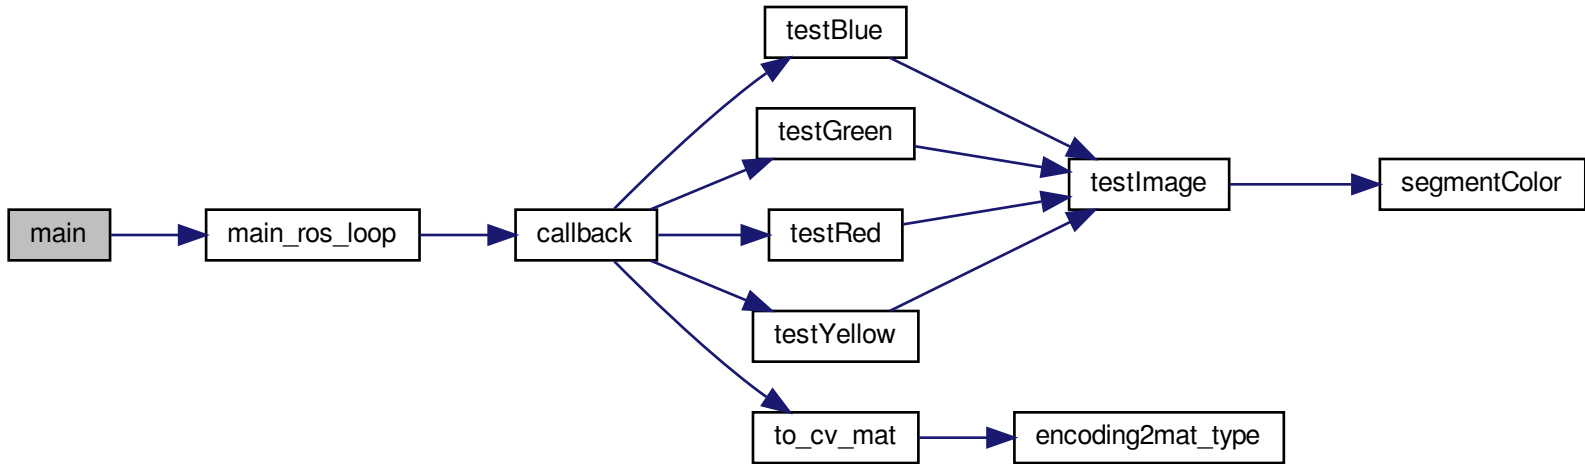 main
main_ros_loop
callback
testBlue
testGreen
testRed
testYellow
to_cv_mat
testImage
encoding2mat_type
segmentColor